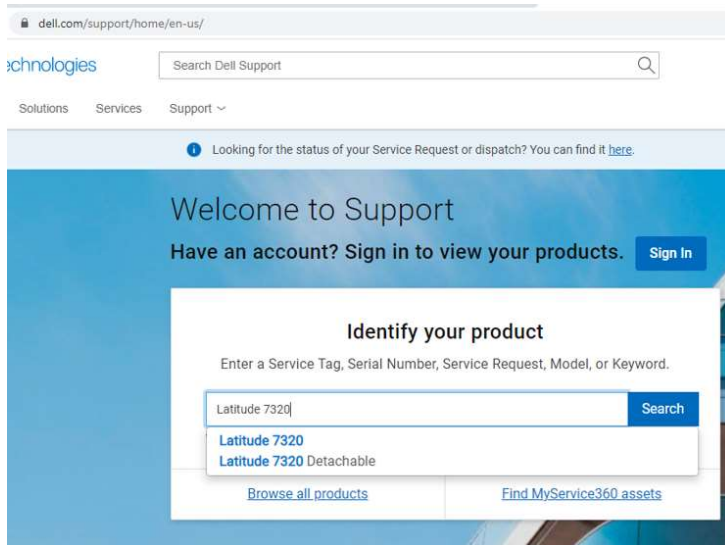 dell.com/support/home/en-us/
echnologies
Search Dell Support
Solutions Services Support
Looking for the status of your Service Request or dispatch? You can find it here.
Welcome to Support
Have an account? Sign in to view your products. Sign In
Identify your product
Enter a Service Tag, Serial Number, Service Request, Model, or Keyword.
Latitude 7320 Search
Latitude 7320
Latitude 7320 Detachable
Browse all products Find MyService360 assets